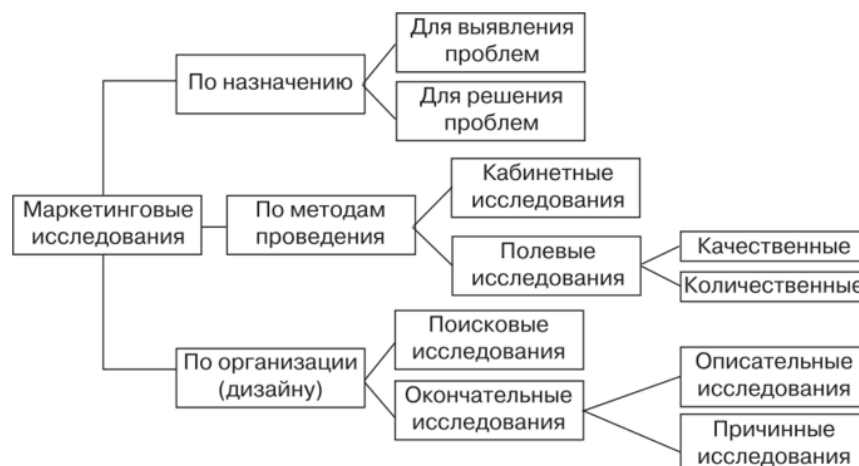 Для выявления
проблем
По назначению
Для решения
проблем
Маркетинговые
исследования
По методам
проведения
Кабинетные
исследования
Полевые
исследования
Качественные
Количественные
По организации
(дизайну)
Поисковые
исследования
Окончательные
исследования
Описательные
исследования
Причинные
исследования